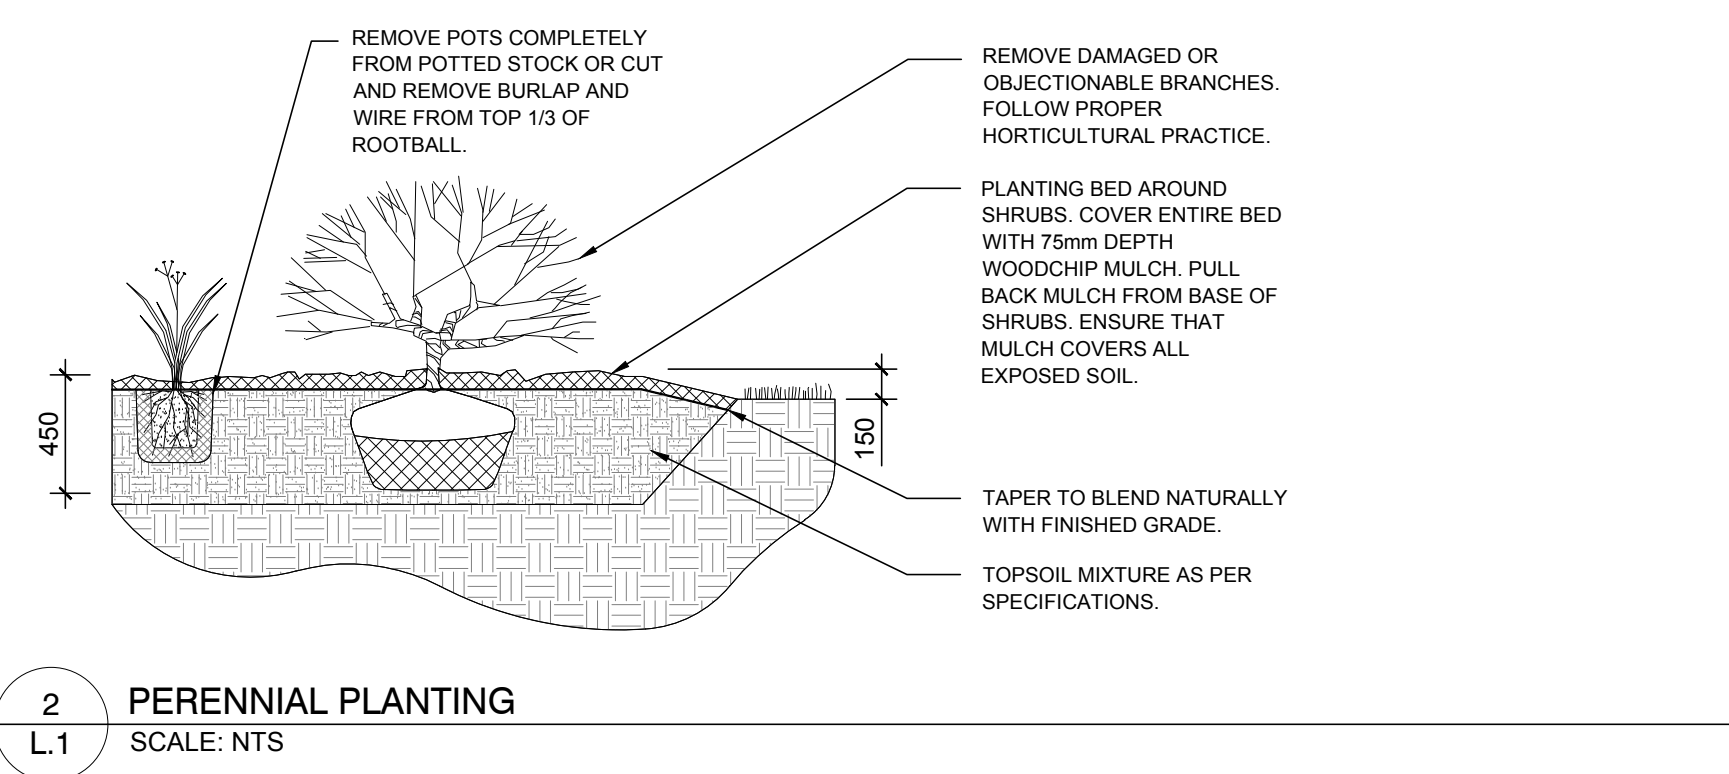 REMOVE POTS COMPLETELY
FROM POTTED STOCK OR CUT
AND REMOVE BURLAP AND
WIRE FROM TOP 1/3 OF
ROOTBALL.
REMOVE DAMAGED OR
OBJECTIONABLE BRANCHES.
FOLLOW PROPER
HORTICULTURAL PRACTICE.
PLANTING BED AROUND
SHRUBS. COVER ENTIRE BED
WITH 75mm DEPTH
WOODCHIP MULCH. PULL
BACK MULCH FROM BASE OF
SHRUBS. ENSURE THAT
MULCH COVERS ALL
EXPOSED SOIL.
450
150
TAPER TO BLEND NATURALLY
WITH FINISHED GRADE.
TOPSOIL MIXTURE AS PER
SPECIFICATIONS.
2
PERENNIAL PLANTING
L.1
SCALE: NTS